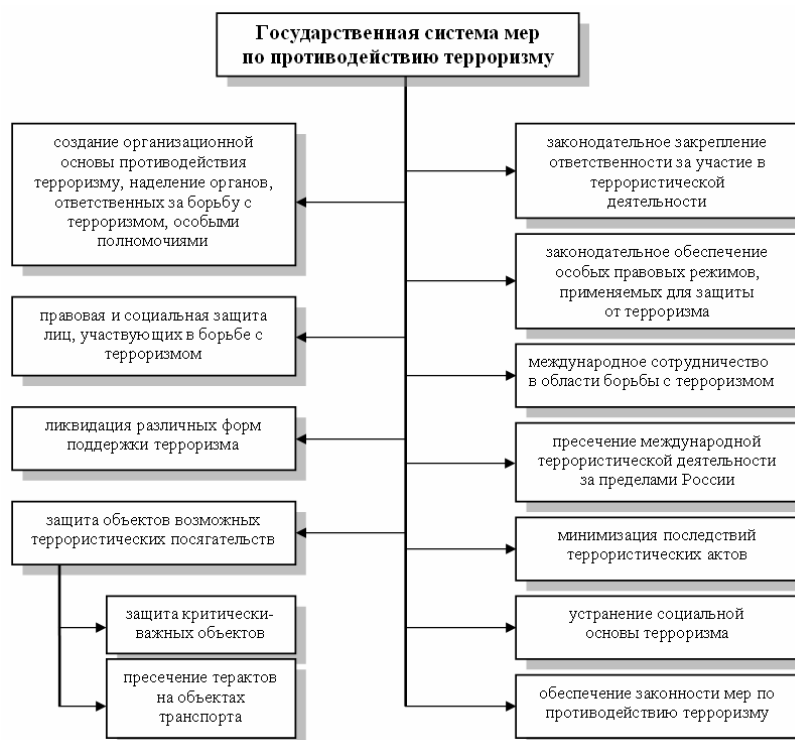 Государственная система мер
по противодействию терроризму
создание организационной
основы противодействия
терроризму, наделение органов,
ответственных за борьбу с
терроризмом, особыми
полномочиями
правовая и социальная защита
лиц, участвующих в борьбе с
терроризмом
ликвидация различных форм
поддержки терроризма
защита объектов возможных
террористических посягательств
защита критически-
важных объектов
пресечение терактов
на объектах
транспорта
законодательное закрепление
ответственности за участие в
террористической
деятельности
законодательное обеспечение
особых правовых режимов,
применяемых для защиты
от терроризма
международное сотрудничество
в области борьбы с терроризмом
пресечение международной
террористической деятельности
за пределами России
минимизация последствий
террористических актов
устранение социальной
основы терроризма
обеспечение законности мер по
противодействию терроризму